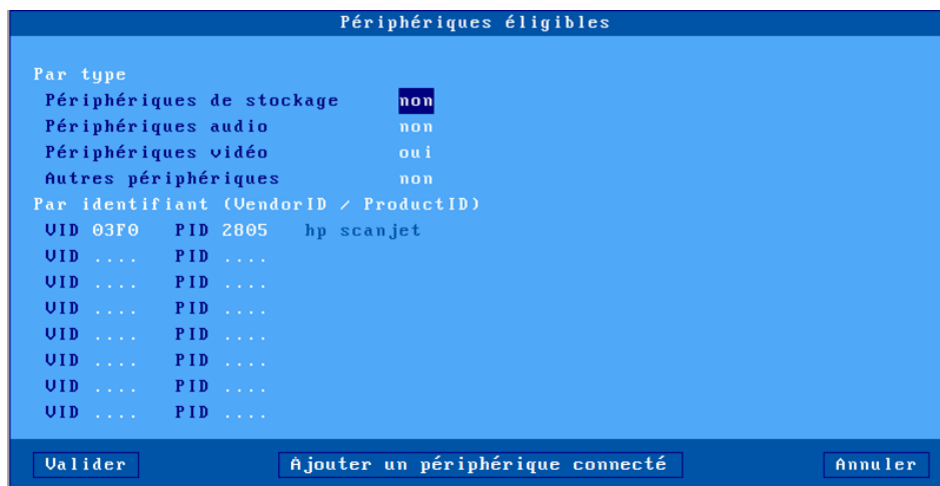 Périphériques éligibles
Par type
Périphériques de stockage non
Périphériques audio non
Périphériques vidéo oui
Autres périphériques non
Par identifiant (VendorID / ProductID)
VID 03F0 PID 2805 hp scanjet
VID .... PID ....
VID .... PID ....
VID .... PID ....
VID .... PID ....
VID .... PID ....
VID .... PID ....
VID .... PID ....
Valider Ajouter un périphérique connecté Annuler